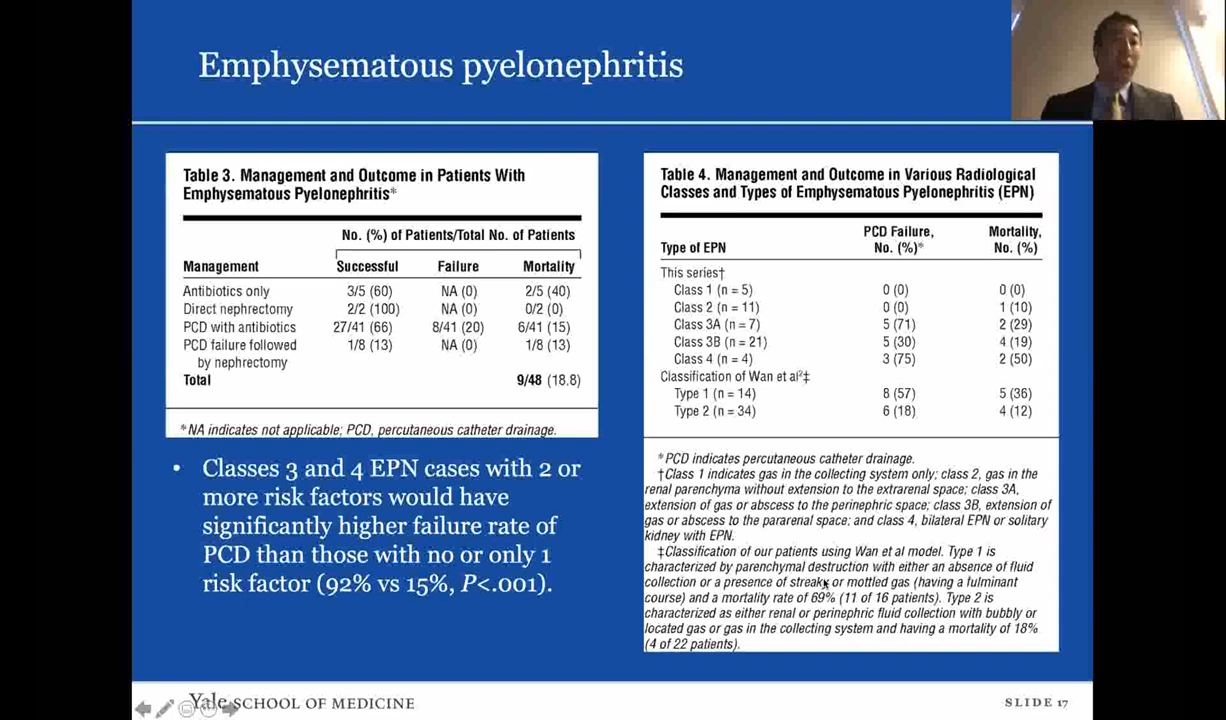 Emphysematous pyelonephritis
Table 3. Management and Outcome in Patients With
Emphysematous Pyelonephritis*
No. (%) of Patients/Total No. of Patients
Management Successful Failure Mortality
Antibiotics only 3/5 (60) NA (0) 2/5 (40)
Direct nephrectomy 2/2 (100) NA (0) 0/2 (0)
PCD with antibiotics 27/41 (66) 8/41 (20) 6/41 (15)
PCD failure followed 1/8 (13) NA (0) 1/8 (13)
by nephrectomy
Total 9/48 (18.8)
*NA indicates not applicable; PCD, percutaneous catheter drainage.
• Classes 3 and 4 EPN cases with 2 or
more risk factors would have
significantly higher failure rate of
PCD than those with no or only 1
risk factor (92% vs 15%, P<.001).
Table 4. Management and Outcome in Various Radiological
Classes and Types of Emphysematous Pyelonephritis (EPN)
PCD Failure, Mortality,
Type of EPN No. (%)* No. (%)
This series†
Class 1 (n = 5) 0 (0) 0 (0)
Class 2 (n = 11) 0 (0) 1 (10)
Class 3A (n = 7) 5 (71) 2 (29)
Class 3B (n = 21) 5 (30) 4 (19)
Class 4 (n = 4) 3 (75) 2 (50)
Classification of Wan et al²‡
Type 1 (n = 14) 8 (57) 5 (36)
Type 2 (n = 34) 6 (18) 4 (12)
*PCD indicates percutaneous catheter drainage.
†Class 1 indicates gas in the collecting system only; class 2, gas in the
renal parenchyma without extension to the extrarenal space; class 3A,
extension of gas or abscess to the perinephric space; class 3B, extension of
gas or abscess to the pararenal space; and class 4, bilateral EPN or solitary
kidney with EPN.
‡Classification of our patients using Wan et al model. Type 1 is
characterized by parenchymal destruction with either an absence of fluid
collection or a presence of streaks or mottled gas (having a fulminant
course) and a mortality rate of 69% (11 of 16 patients). Type 2 is
characterized as either renal or perinephric fluid collection with bubbly or
located gas or gas in the collecting system and having a mortality of 18%
(4 of 22 patients).
Yale SCHOOL OF MEDICINE
SLIDE 17